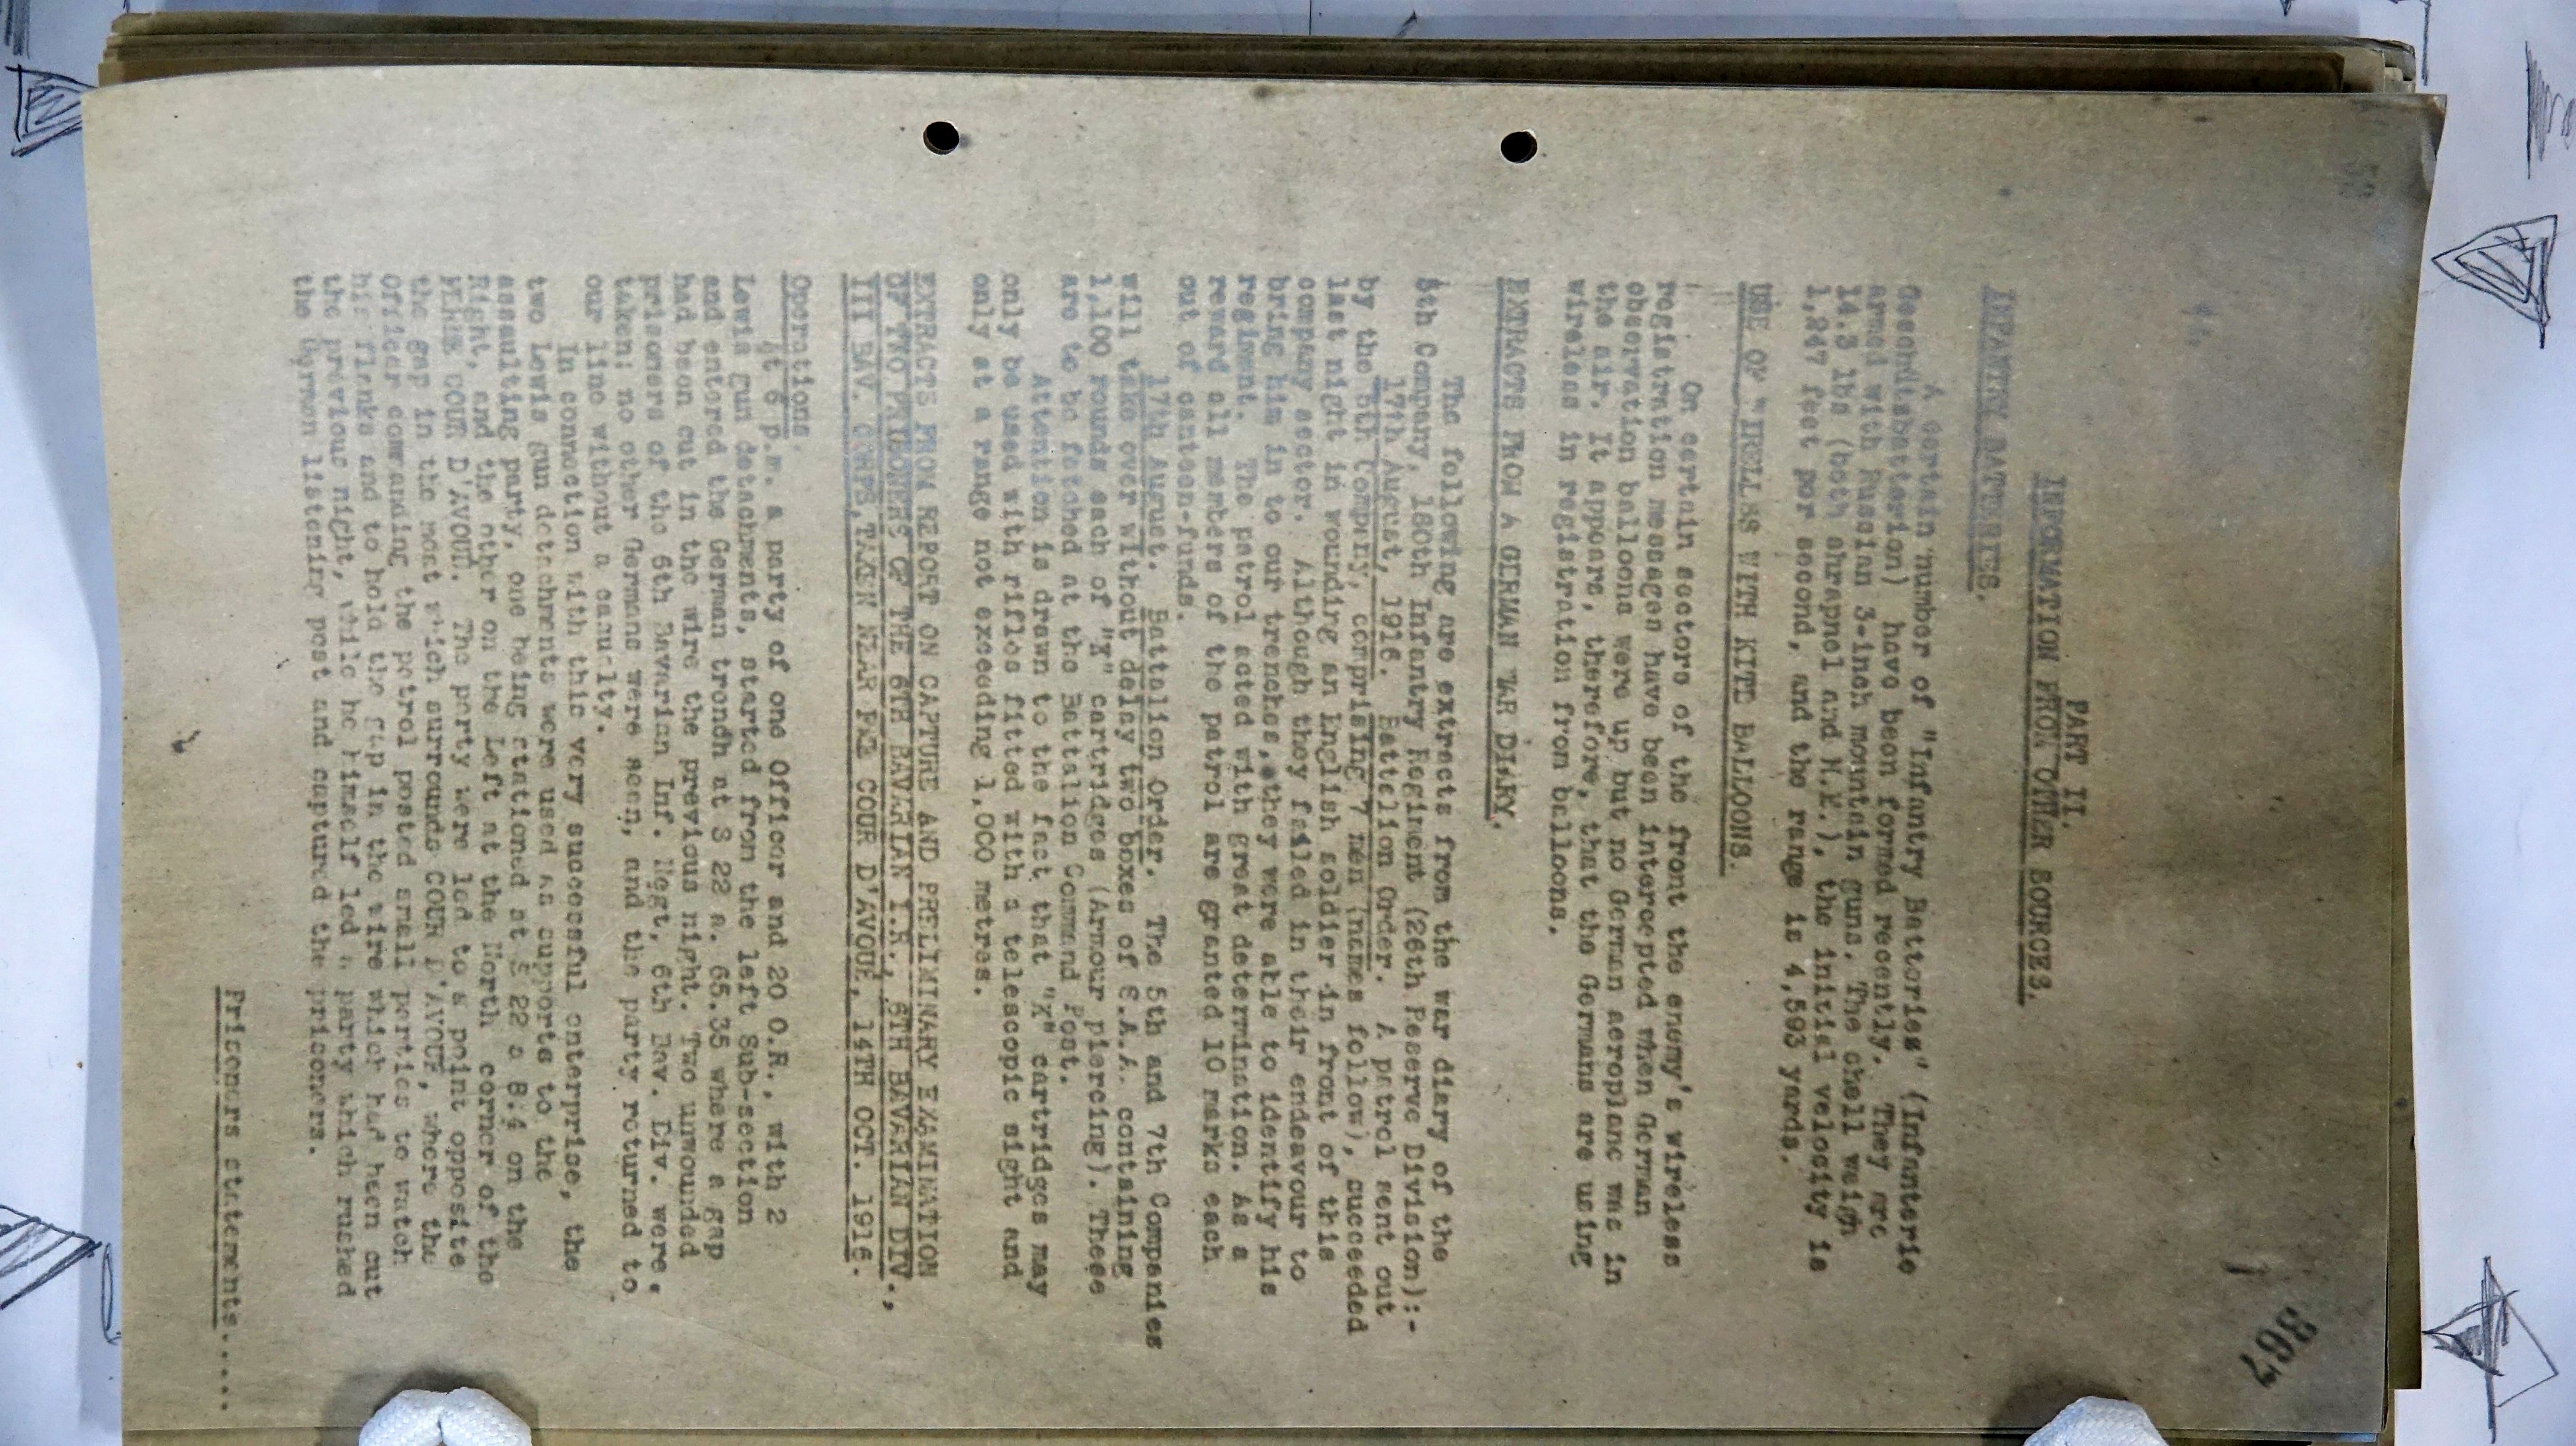 367
PART II.
INFORMATION FROM OTHER SOURCES.
INFANTRY BATTERIES.
A certain number of "Infantry Batteries" (Infanterie
Geschützbatterien) have been formed recently. They are
armed with Russian 3-inch mountain guns. The shell weigh
14.3 lbs (both shrapnel and H.E.), the initial velocity is
1,247 feet per second, and the range is 4,593 yards.
USE OF WIRELESS WITH KITE BALLOONS.
On certain sectors of the front the enemy's wireless
registration messages have been intercepted when German
observation balloons were up but no German aeroplane was in
the air. It appears, therefore, that the Germans are using
wireless in registration from balloons.
EXTRACTS FROM A GERMAN WAR DIARY.
The following are extracts from the war diary of the
8th Company, 180th Infantry Regiment (26th Reserve Division):-
17th August, 1916. Battalion Order. A patrol sent out
by the Company, comprising 7 men (names follow), succeeded
last night in wounding an English soldier in front of this
company sector. Although they failed in their endeavour to
bring him in to our trenches, they were able to identify his
regiment. The patrol acted with great determination. As a
reward all members of the patrol are granted 10 marks each
out of canteen-funds.
17th August. Battalion Order. The 5th and 7th Companies
will take over without delay two boxes of S.A.A. containing
1,100 rounds each of "K" cartridges (Armour piercing). These
are to be fetched at the Battalion Command Post.
Attention is drawn to the fact that "K" cartridges may
only be used with rifles fitted with a telescopic sight and
only at a range not exceeding 1,000 metres.
EXTRACTS FROM REPORT ON CAPTURE AND PRELIMINARY EXAMINATION
OF TWO PRISONERS OF THE 6TH BAVARIAN I.R., 6TH BAVARIAN DIV.,
III BAV. CORPS, TAKEN NEAR FME COUR D'AVOUE, 14TH OCT. 1916.
Operations.
At 6 p.m. a party of one Officer and 20 O.R., with 2
Lewis gun detachments, started from the left Sub-section
and entered the German trench at S 22 a. 65.35 where a gap
had been cut in the wire the previous night. Two unwounded
prisoners of the 6th Bavarian Inf. Regt, 6th Bav. Div. were
taken; no other Germans were seen, and the party returned to
our line without a casualty.
In connection with this very successful enterprise, the
two Lewis gun detachments were used as supports to the
assaulting party, one being stationed at S 22 a 8.4 on the
Right, and the other on the Left at the North corner of the
FERME COUR D'AVOUE. The party were led to a point opposite
the gap in the moat which surrounds COUR D'AVOUE, where the
Officer commanding the patrol posted small parties to watch
his flanks and to hold the gap in the wire which had been cut
the previous night, while he himself led a party which rushed
the German listening post and captured the prisoners.
Prisoners statements.....